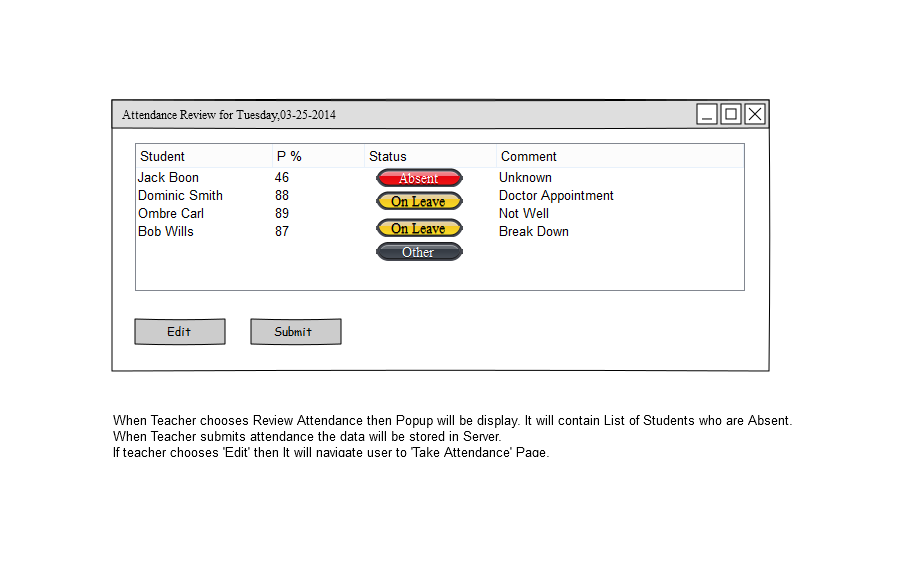 Attendance Review for Tuesday,03-25-2014
Student P % Status Comment
Jack Boon 46 Absent Unknown
Dominic Smith 88 On Leave Doctor Appointment
Ombre Carl 89 On Leave Not Well
Bob Wills 87 Other Break Down
Edit Submit
When Teacher chooses Review Attendance then Popup will be display. It will contain List of Students who are Absent.
When Teacher submits attendance the data will be stored in Server.
If teacher chooses 'Edit' then It will navigate user to 'Take Attendance' Page.